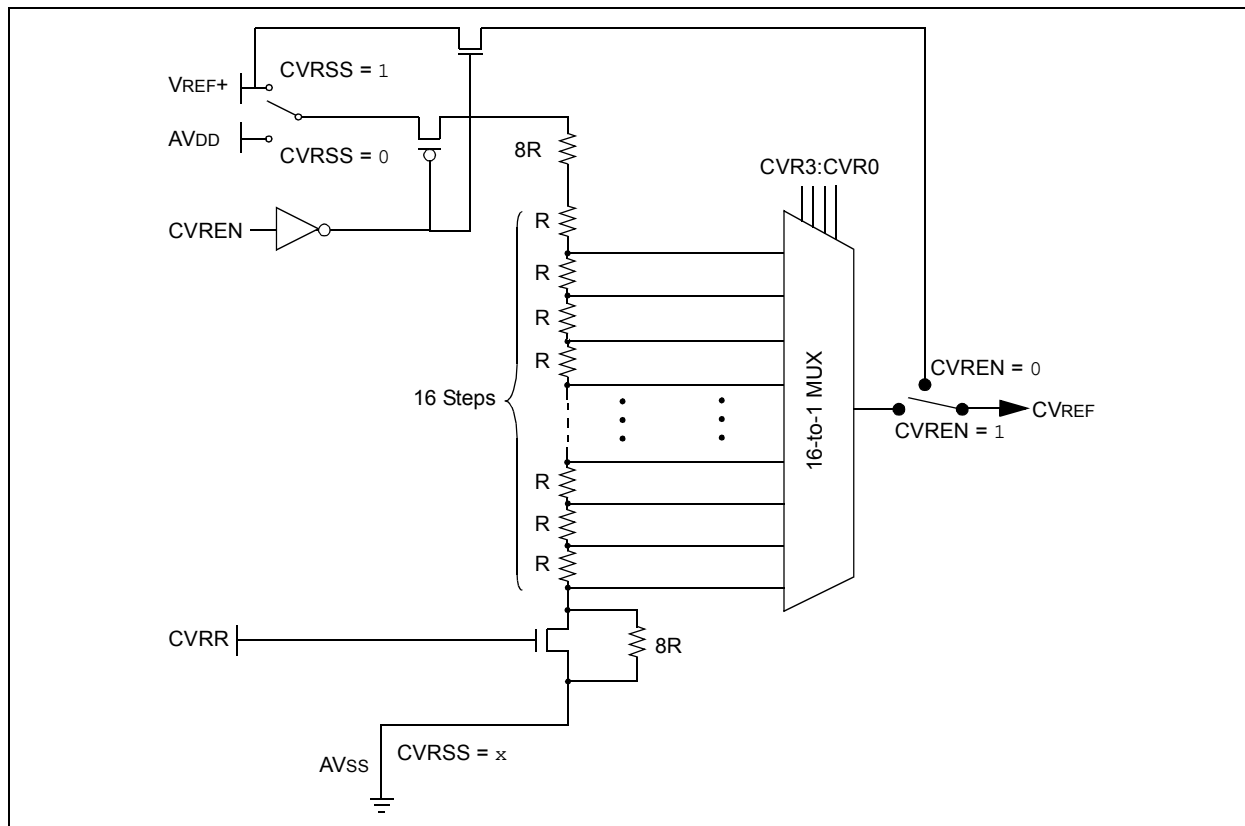 VREF+
CVRSS = 1
AVDD
CVRSS = 0
8R
CVREN
CVR3:CVR0
R
R
R
R
16 Steps
16-to-1 MUX
CVREN = 0
CVREF
CVREN = 1
R
R
R
CVRR
8R
CVRSS = x
AVSS